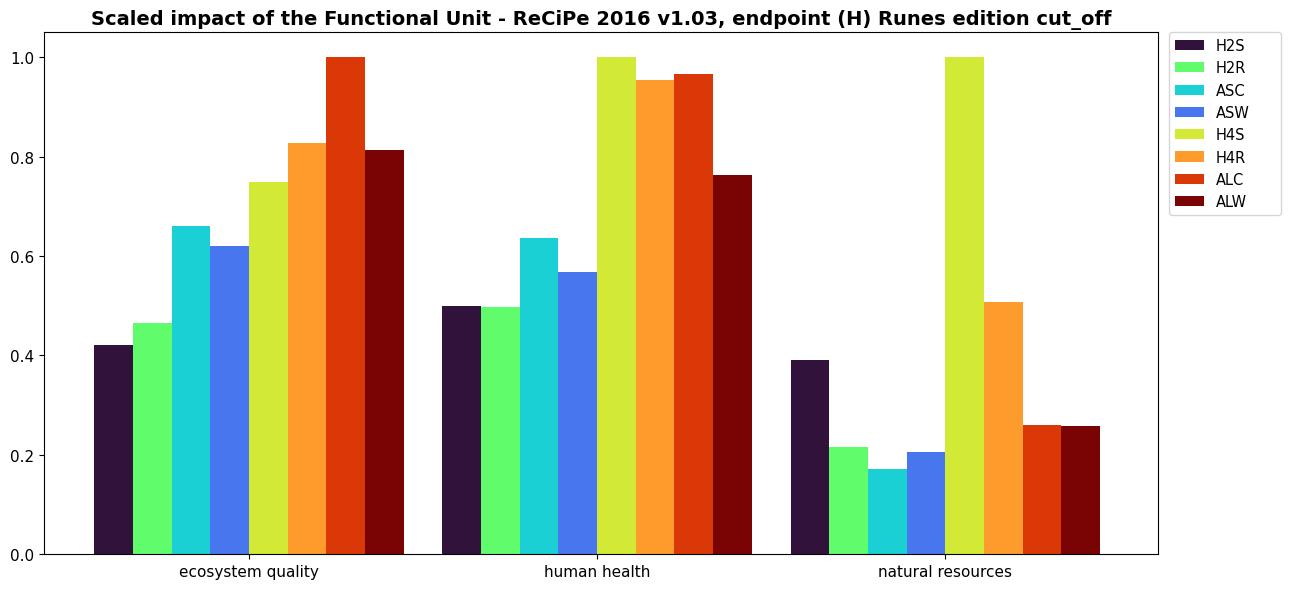 Scaled impact of the Functional Unit - ReCiPe 2016 v1.03, endpoint (H) Runes edition cut_off
1.0
0.8
0.6
0.4
0.2
0.0
ecosystem quality
human health
natural resources
H2S
H2R
ASC
ASW
H4S
H4R
ALC
ALW